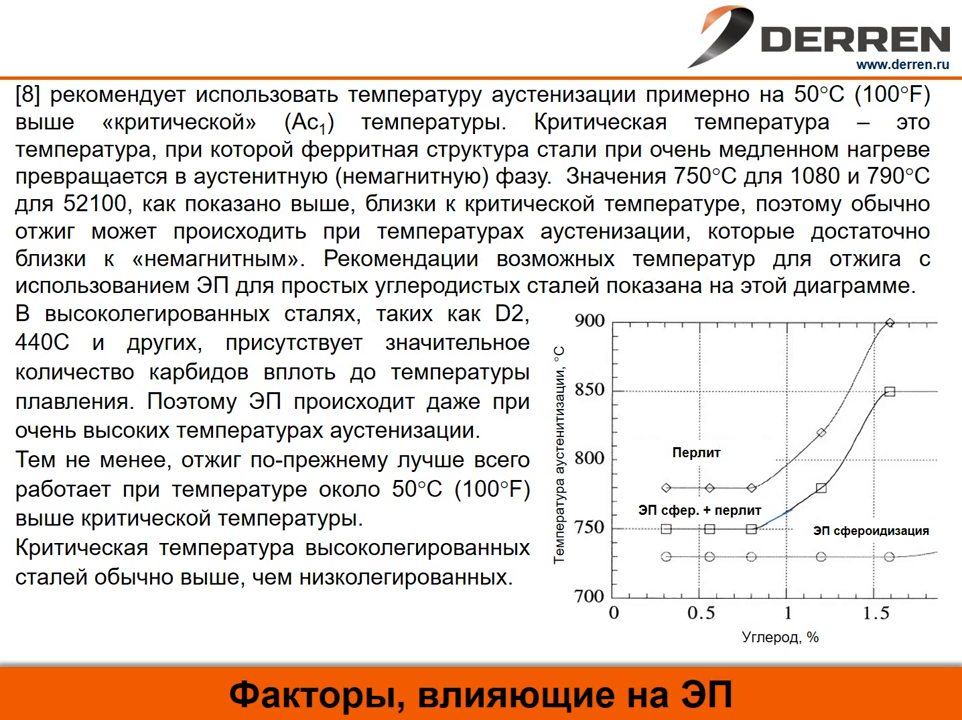 DERREN
www.derren.ru
[8] рекомендует использовать температуру аустенизации примерно на 50°C (100°F)
выше «критической» (Ac1) температуры. Критическая температура – это
температура, при которой ферритная структура стали при очень медленном нагреве
превращается в аустенитную (немагнитную) фазу. Значения 750°C для 1080 и 790°C
для 52100, как показано выше, близки к критической температуре, поэтому обычно
отжиг может происходить при температурах аустенизации, которые достаточно
близки к «немагнитным». Рекомендации возможных температур для отжига с
использованием ЭП для простых углеродистых сталей показана на этой диаграмме.
В высоколегированных сталях, таких как D2,
440C и других, присутствует значительное
количество карбидов вплоть до температуры
плавления. Поэтому ЭП происходит даже при
очень высоких температурах аустенизации.
Тем не менее, отжиг по-прежнему лучше всего
работает при температуре около 50°C (100°F)
выше критической температуры.
Критическая температура высоколегированных
сталей обычно выше, чем низколегированных.
Температура аустенитизации, °C
900
850
800
750
700
Перлит
ЭП сфер. + перлит
ЭП сфероидизация
0 0.5 1 1.5
Углерод, %
Факторы, влияющие на ЭП